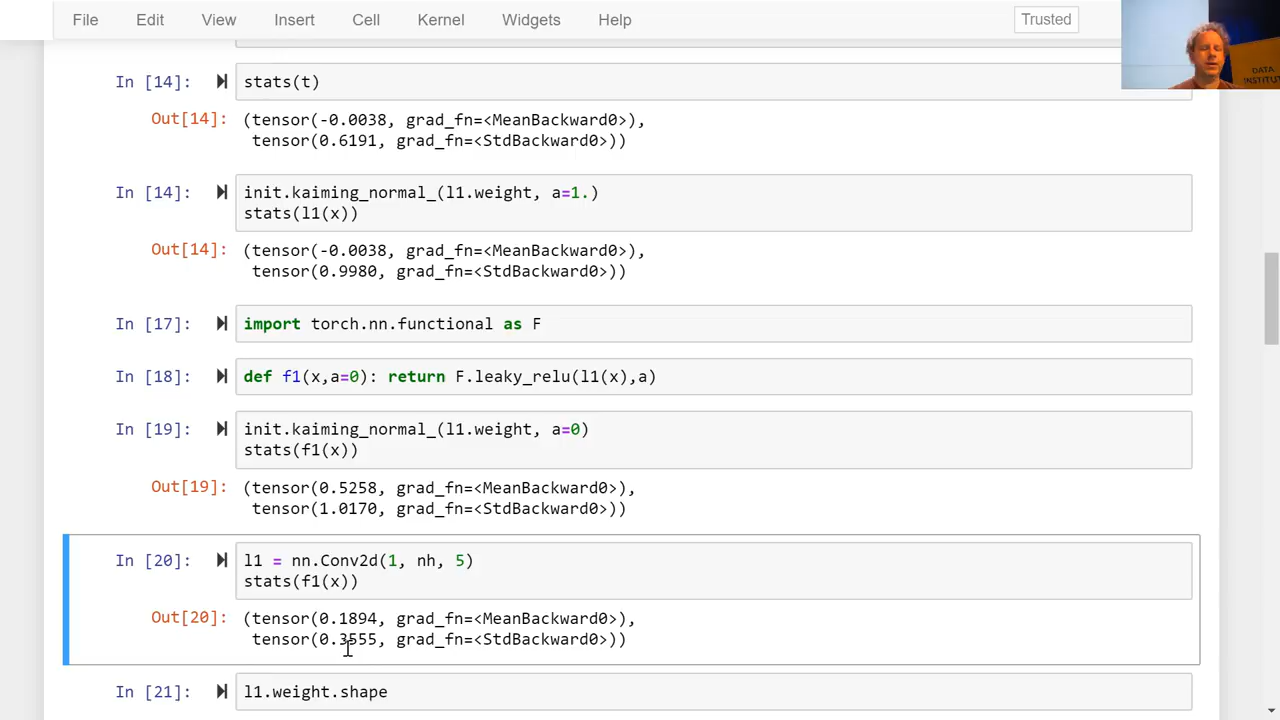 File Edit View Insert Cell Kernel Widgets Help Trusted
DATA
INSTITUT
In [14]: stats(t)
Out[14]: (tensor(-0.0038, grad_fn=<MeanBackward0>),
tensor(0.6191, grad_fn=<StdBackward0>))
In [14]: init.kaiming_normal_(l1.weight, a=1.)
stats(l1(x))
Out[14]: (tensor(-0.0038, grad_fn=<MeanBackward0>),
tensor(0.9980, grad_fn=<StdBackward0>))
In [17]: import torch.nn.functional as F
In [18]: def f1(x,a=0): return F.leaky_relu(l1(x),a)
In [19]: init.kaiming_normal_(l1.weight, a=0)
stats(f1(x))
Out[19]: (tensor(0.5258, grad_fn=<MeanBackward0>),
tensor(1.0170, grad_fn=<StdBackward0>))
In [20]: l1 = nn.Conv2d(1, nh, 5)
stats(f1(x))
Out[20]: (tensor(0.1894, grad_fn=<MeanBackward0>),
tensor(0.3555, grad_fn=<StdBackward0>))
In [21]: l1.weight.shape